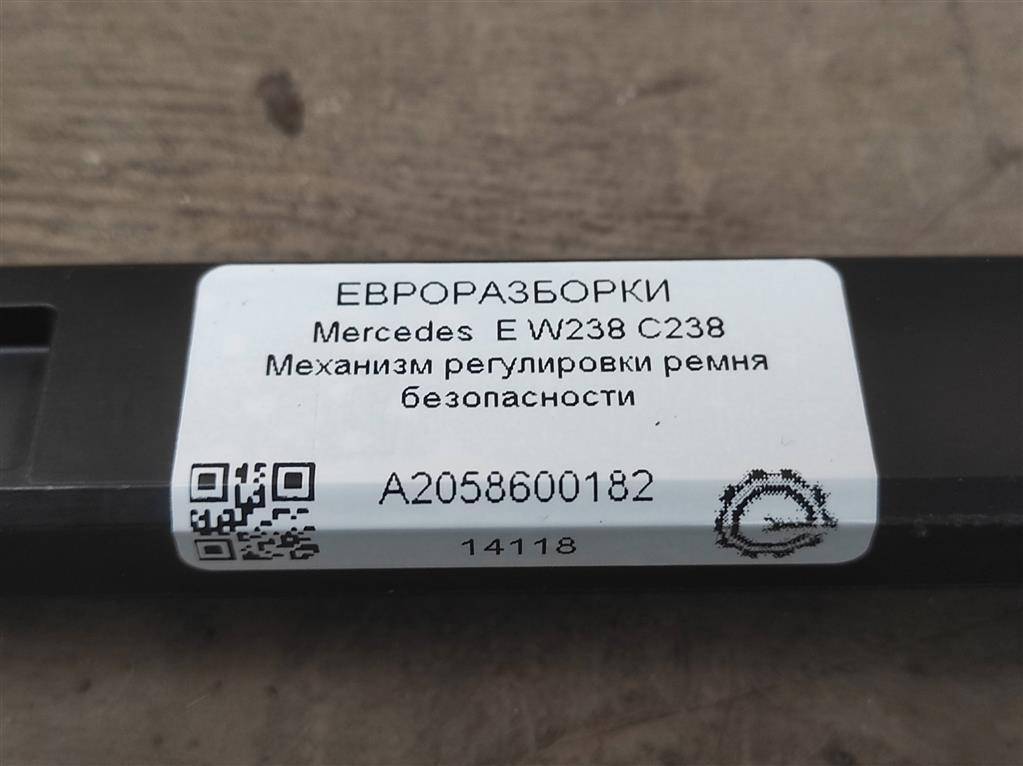 ЕВРОРАЗБОРКИ
Mercedes E W238 C238
Механизм регулировки ремня
безопасности
A2058600182
14118